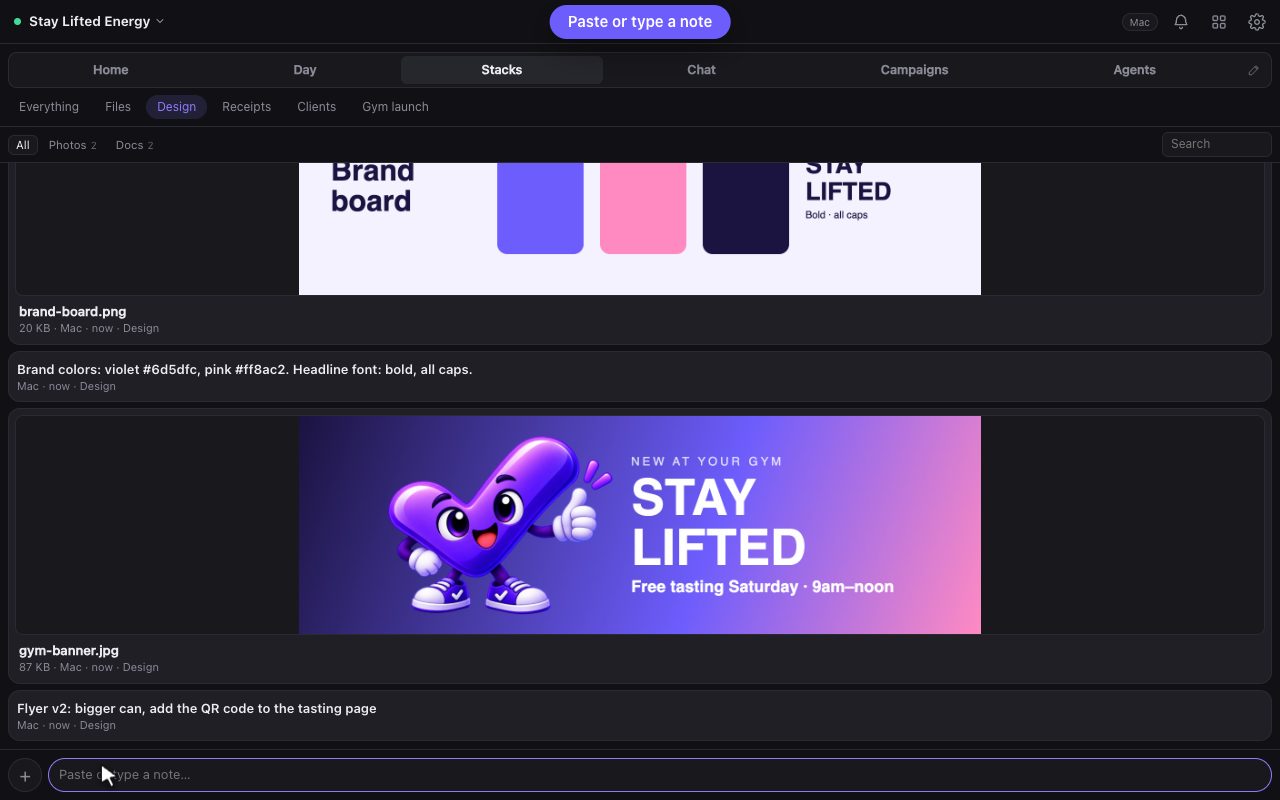 Stay Lifted Energy
Paste or type a note
Mac
Home
Day
Stacks
Chat
Campaigns
Agents
Everything
Files
Design
Receipts
Clients
Gym launch
All
Photos 2
Docs 2
Search
Brand
board
STAY
LIFTED
Bold · all caps
brand-board.png
20 KB · Mac · now · Design
Brand colors: violet #6d5dfc, pink #ff8ac2. Headline font: bold, all caps.
Mac · now · Design
NEW AT YOUR GYM
STAY
LIFTED
Free tasting Saturday · 9am–noon
gym-banner.jpg
87 KB · Mac · now · Design
Flyer v2: bigger can, add the QR code to the tasting page
Mac · now · Design
Paste or type a note...